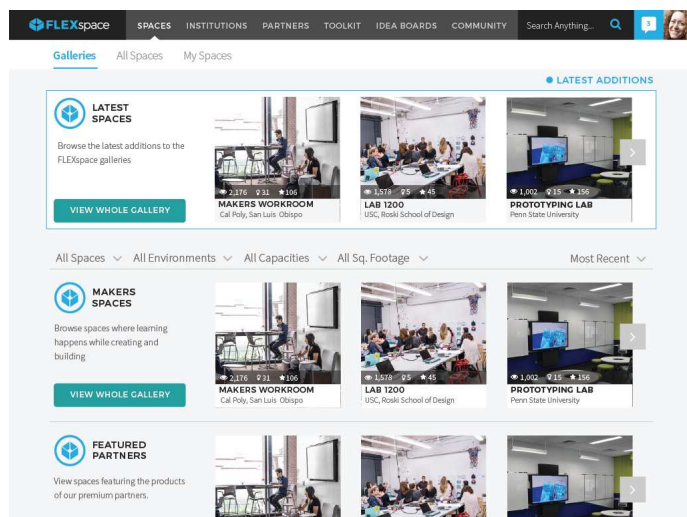 FLEXspace SPACES INSTITUTIONS PARTNERS TOOLKIT IDEA BOARDS COMMUNITY Search Anything... 3
Galleries All Spaces My Spaces
LATEST ADDITIONS
LATEST
SPACES
Browse the latest additions to the
FLEXspace galleries
VIEW WHOLE GALLERY
2,176 31 106
MAKERS WORKROOM
Cal Poly, San Luis Obispo
1,578 5 45
LAB 1200
USC, Roski School of Design
1,002 15 156
PROTOTYPING LAB
Penn State University
All Spaces All Environments All Capacities All Sq. Footage Most Recent
MAKERS
SPACES
Browse spaces where learning
happens while creating and
building
VIEW WHOLE GALLERY
2,176 31 106
MAKERS WORKROOM
Cal Poly, San Luis Obispo
1,578 5 45
LAB 1200
USC, Roski School of Design
1,002 15 156
PROTOTYPING LAB
Penn State University
FEATURED
PARTNERS
View spaces featuring the products
of our premium partners.